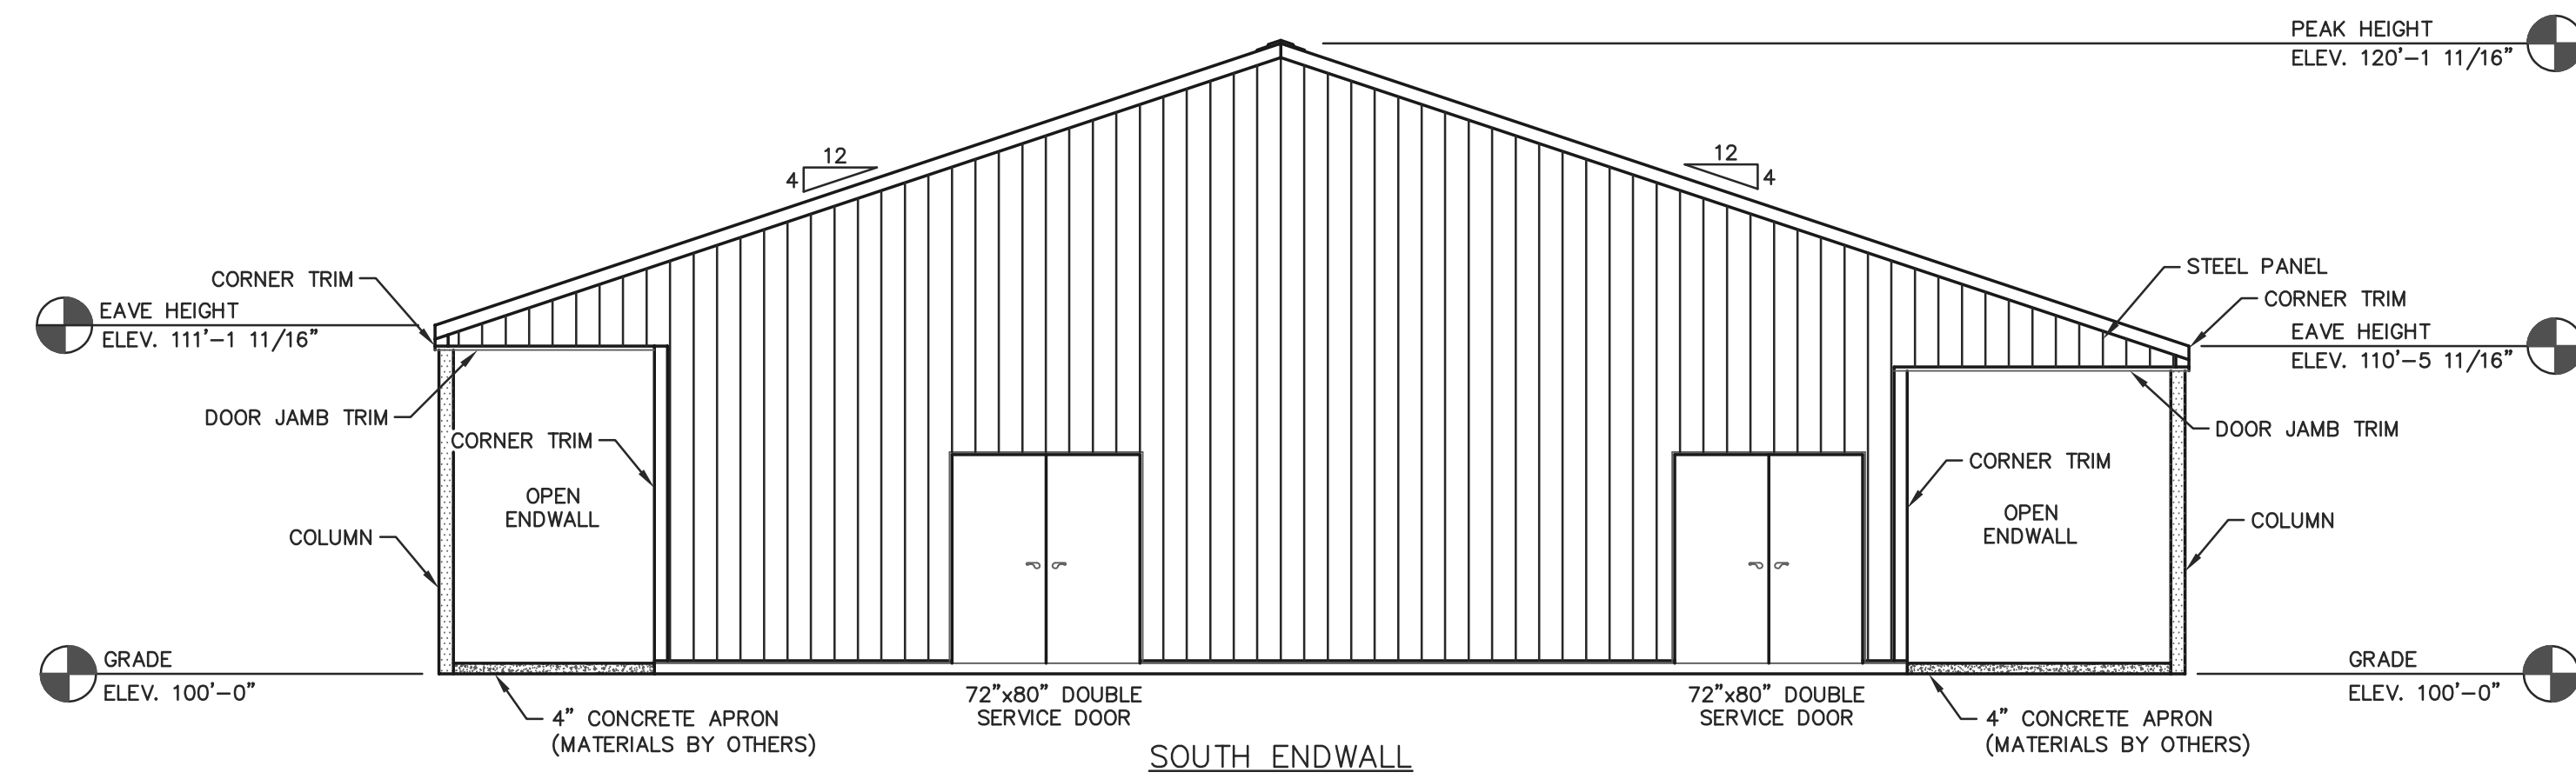 PEAK HEIGHT
ELEV. 120'-1 11/16"
12
4
12
4
CORNER TRIM
EAVE HEIGHT
ELEV. 111'-1 11/16"
STEEL PANEL
CORNER TRIM
EAVE HEIGHT
ELEV. 110'-5 11/16"
DOOR JAMB TRIM
CORNER TRIM
DOOR JAMB TRIM
CORNER TRIM
OPEN
ENDWALL
OPEN
ENDWALL
COLUMN
COLUMN
GRADE
ELEV. 100'-0"
GRADE
ELEV. 100'-0"
72"x80" DOUBLE
SERVICE DOOR
72"x80" DOUBLE
SERVICE DOOR
4" CONCRETE APRON
(MATERIALS BY OTHERS)
4" CONCRETE APRON
(MATERIALS BY OTHERS)
SOUTH ENDWALL